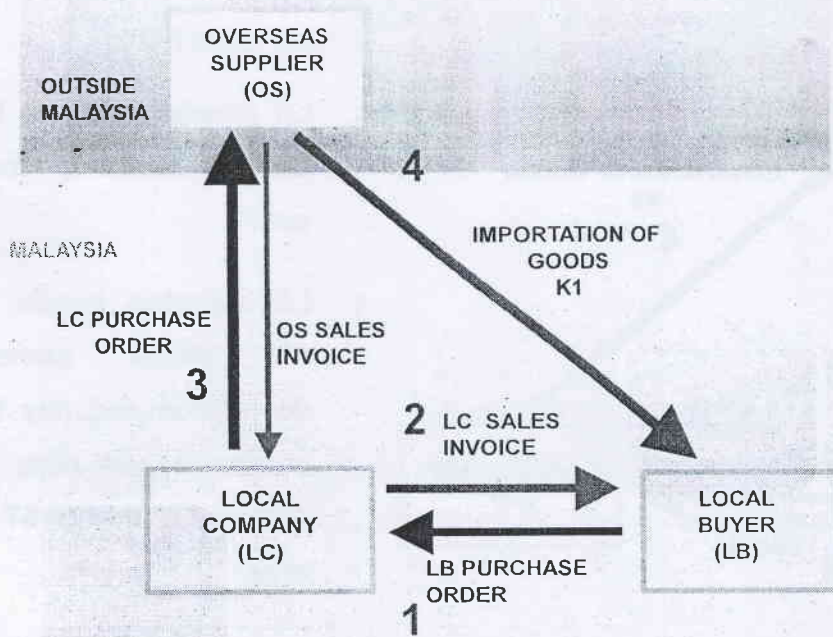 OVERSEAS
SUPPLIER
(OS)
OUTSIDE
MALAYSIA
4
MALAYSIA
IMPORTATION OF
GOODS
K1
LC PURCHASE
ORDER
OS SALES
INVOICE
3
2
LC SALES
INVOICE
LOCAL
COMPANY
(LC)
LOCAL
BUYER
(LB)
LB PURCHASE
ORDER
1